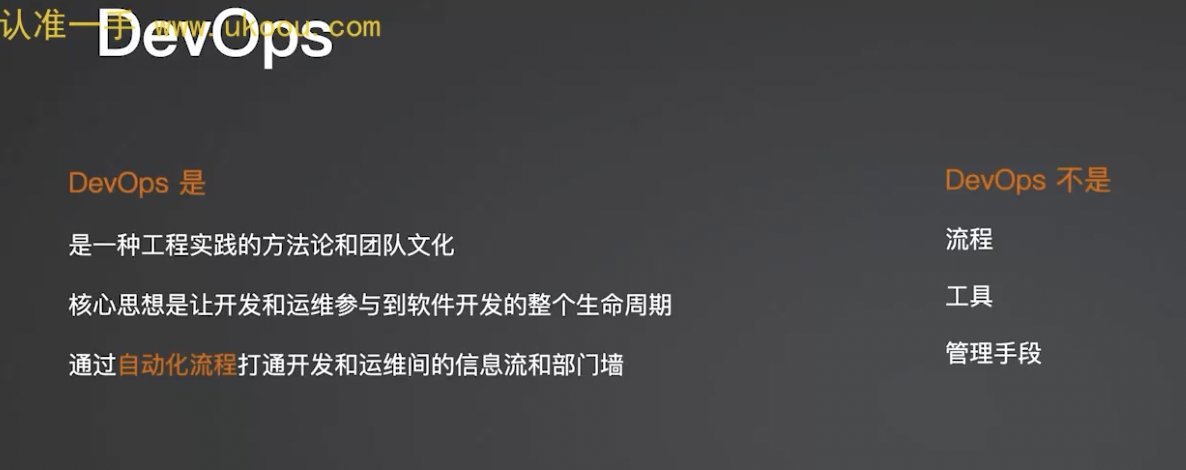 认准一手 www.ukoou.com
DevOps
DevOps 是
是一种工程实践的方法论和团队文化
核心思想是让开发和运维参与到软件开发的整个生命周期
通过自动化流程打通开发和运维间的信息流和部门墙
DevOps 不是
流程
工具
管理手段